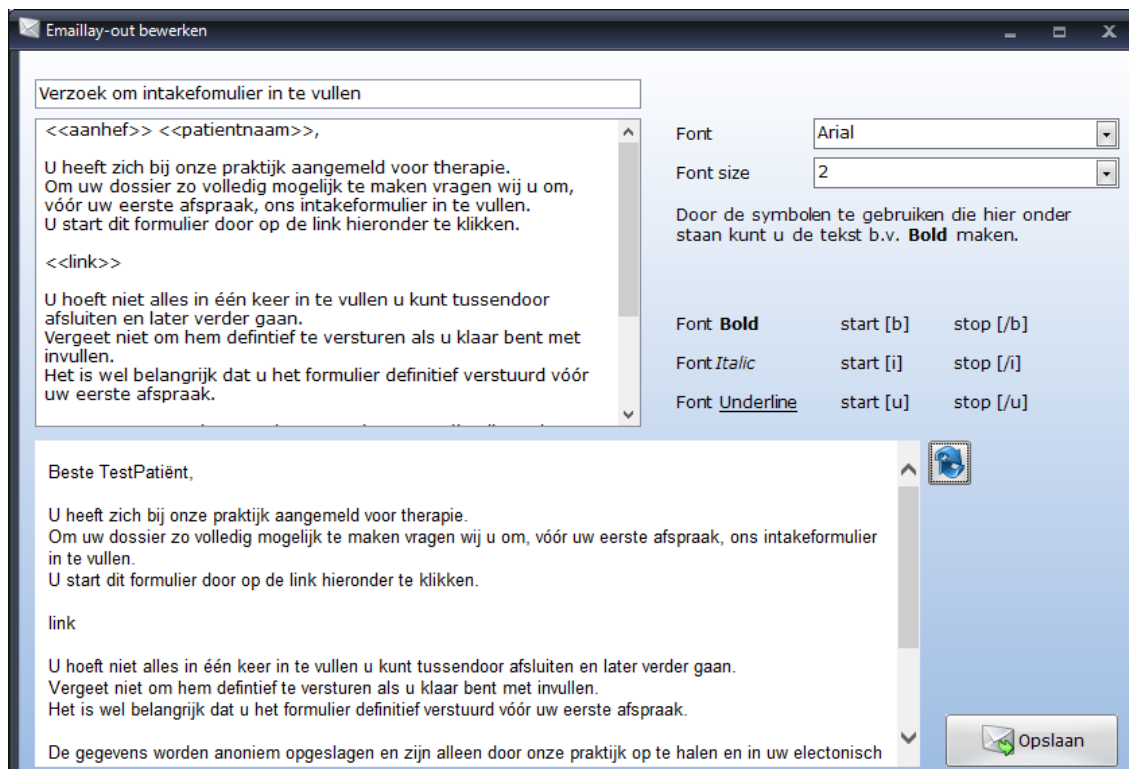 Emaillay-out bewerken
Verzoek om intakefomulier in te vullen
<<aanhef>> <<patientnaam>>,
U heeft zich bij onze praktijk aangemeld voor therapie.
Om uw dossier zo volledig mogelijk te maken vragen wij u om,
vóór uw eerste afspraak, ons intakeformulier in te vullen.
U start dit formulier door op de link hieronder te klikken.
<<link>>
U hoeft niet alles in één keer in te vullen u kunt tussendoor
afsluiten en later verder gaan.
Vergeet niet om hem defintief te versturen als u klaar bent met
invullen.
Het is wel belangrijk dat u het formulier definitief verstuurd vóór
uw eerste afspraak.
Font Arial
Font size 2
Door de symbolen te gebruiken die hier onder
staan kunt u de tekst b.v. Bold maken.
Font Bold start [b] stop [/b]
Font Italic start [i] stop [/i]
Font Underline start [u] stop [/u]
Beste TestPatiënt,
U heeft zich bij onze praktijk aangemeld voor therapie.
Om uw dossier zo volledig mogelijk te maken vragen wij u om, vóór uw eerste afspraak, ons intakeformulier
in te vullen.
U start dit formulier door op de link hieronder te klikken.
link
U hoeft niet alles in één keer in te vullen u kunt tussendoor afsluiten en later verder gaan.
Vergeet niet om hem defintief te versturen als u klaar bent met invullen.
Het is wel belangrijk dat u het formulier definitief verstuurd vóór uw eerste afspraak.
De gegevens worden anoniem opgeslagen en zijn alleen door onze praktijk op te halen en in uw electonisch
Opslaan